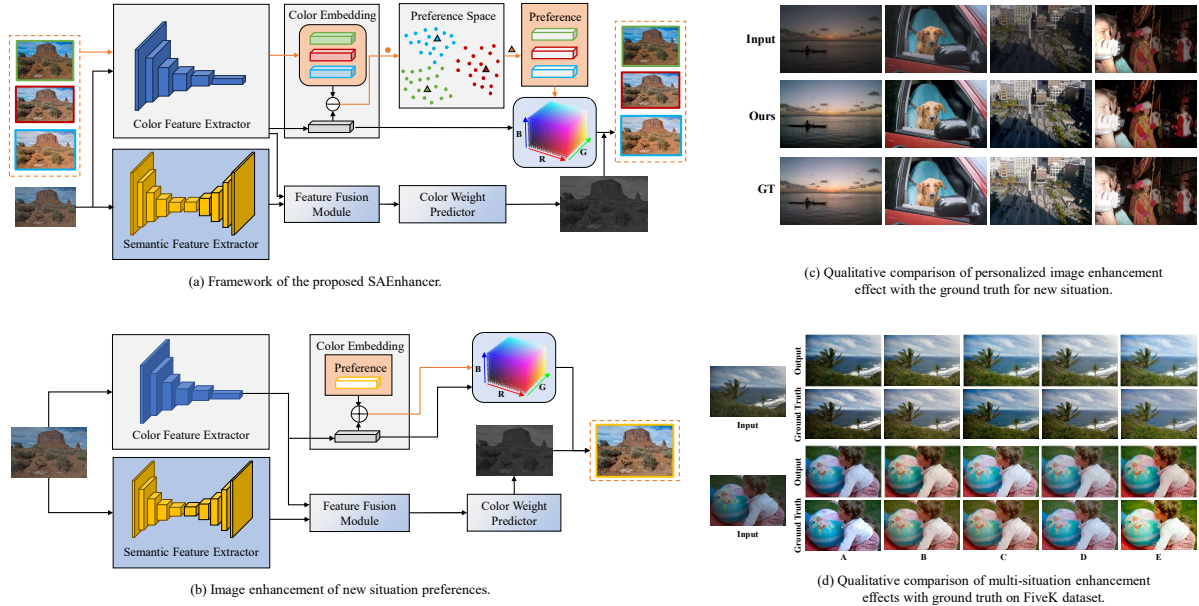 Color Embedding
Preference Space
Preference
Color Feature Extractor
B
R
G
Semantic Feature Extractor
Feature Fusion
Module
Color Weight
Predictor
(a) Framework of the proposed SAEnhancer.
Color Embedding
Preference
Color Feature Extractor
B
R
G
Semantic Feature Extractor
Feature Fusion
Module
Color Weight
Predictor
(b) Image enhancement of new situation preferences.
Input
Ours
GT
(c) Qualitative comparison of personalized image enhancement
effect with the ground truth for new situation.
Input
Output
Ground Truth
Input
Output
Ground Truth
A
B
C
D
E
(d) Qualitative comparison of multi-situation enhancement
effects with ground truth on FiveK dataset.